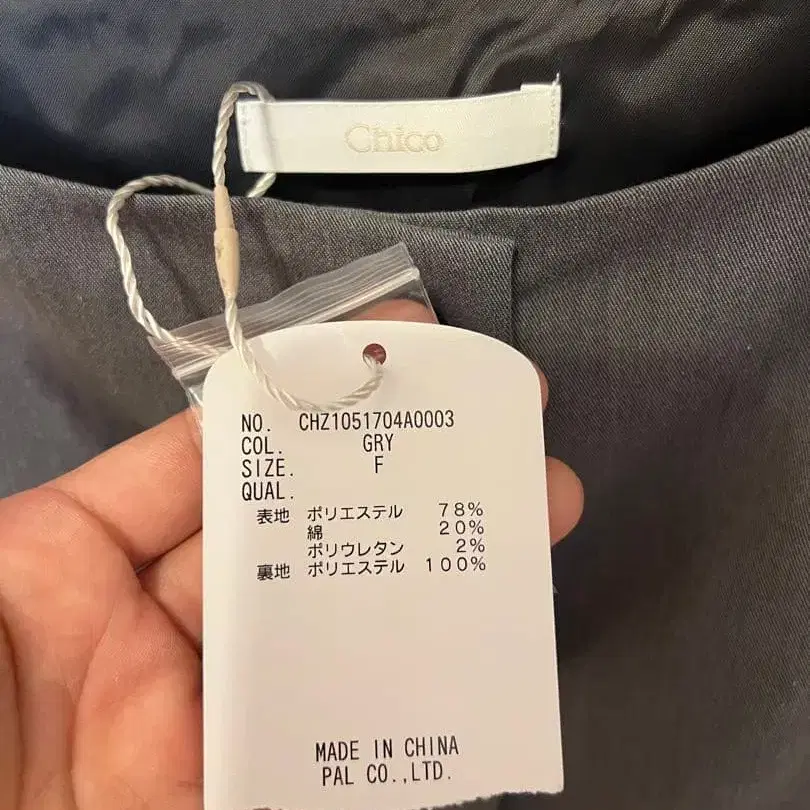 Chico
NO. CHZ1051704A0003
COL. GRY
SIZE. F
QUAL.
表地 ポリエステル 78%
綿 20%
ポリウレタン 2%
裏地 ポリエステル 100%
MADE IN CHINA
PAL CO.,LTD.